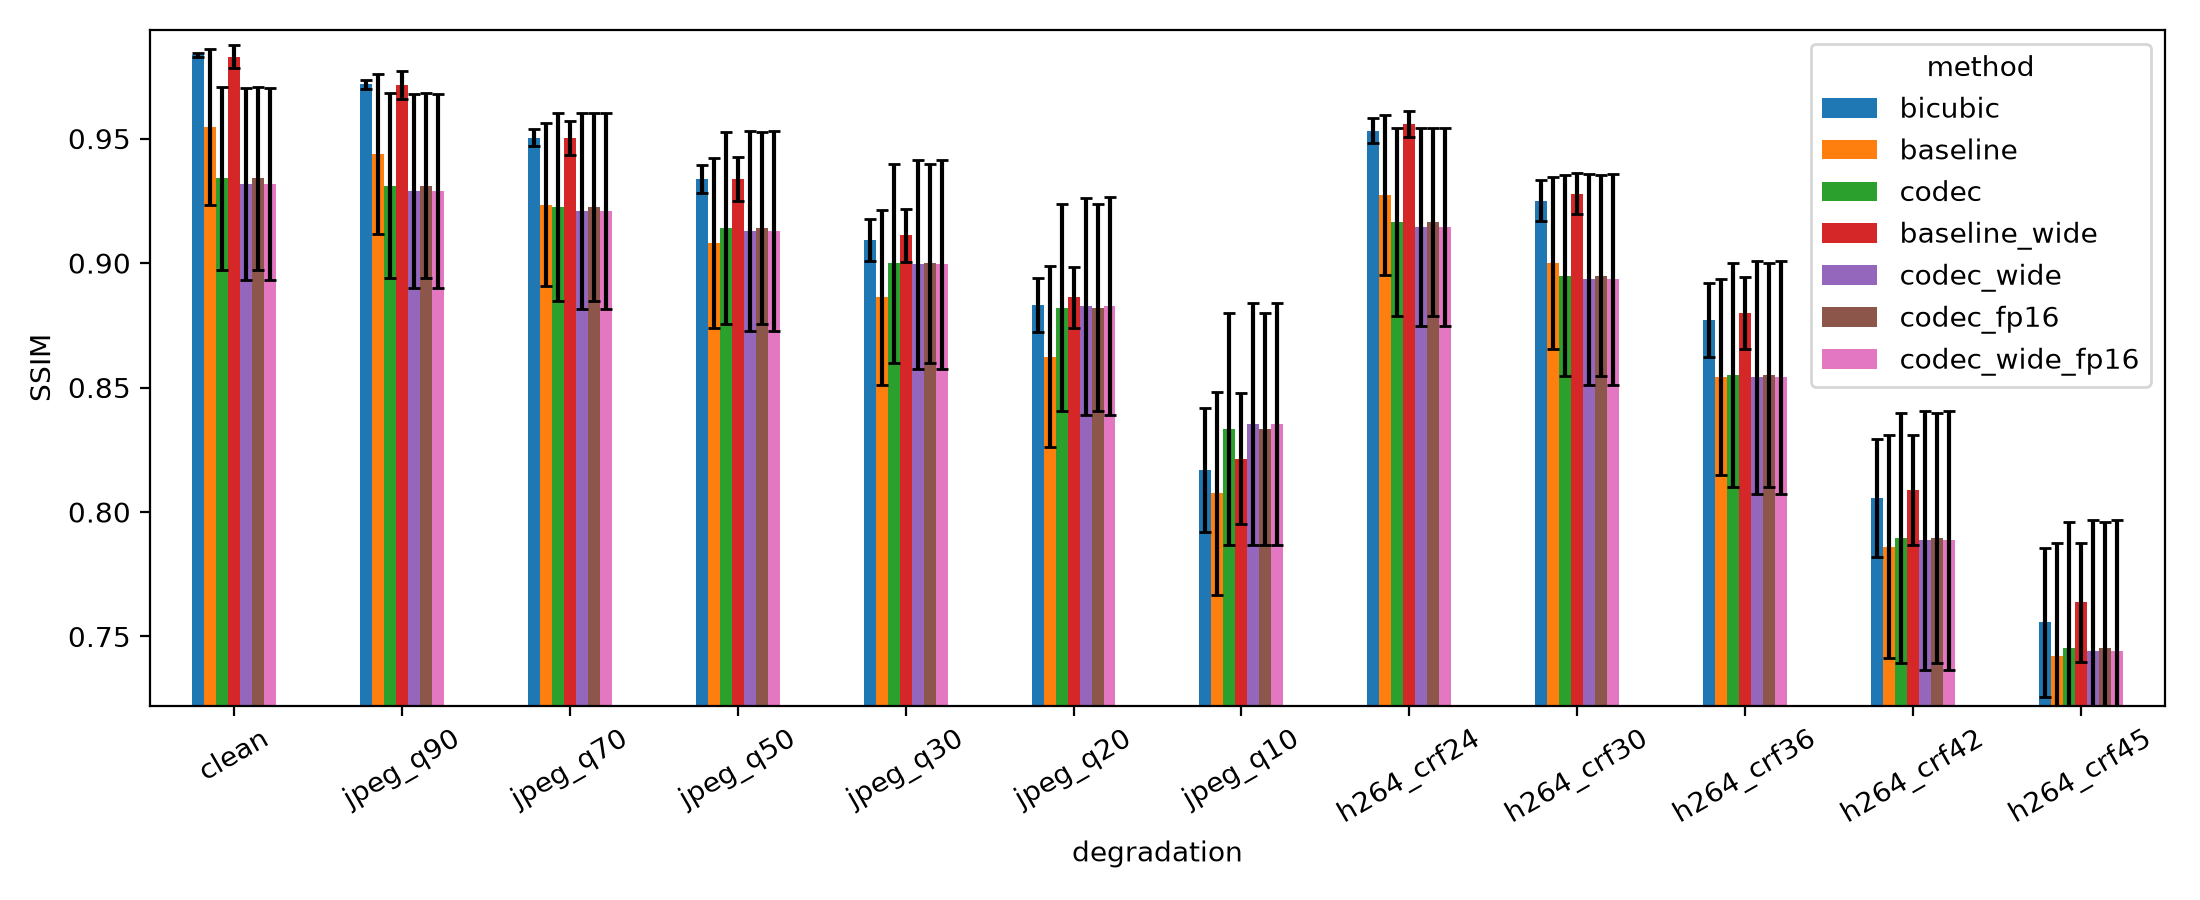 method
bicubic
baseline
codec
baseline_wide
codec_wide
codec_fp16
codec_wide_fp16
SSIM
0.95
0.90
0.85
0.80
0.75
clean
jpeg_q90
jpeg_q70
jpeg_q50
jpeg_q30
jpeg_q20
jpeg_q10
h264_crf24
h264_crf30
h264_crf36
h264_crf42
h264_crf45
degradation